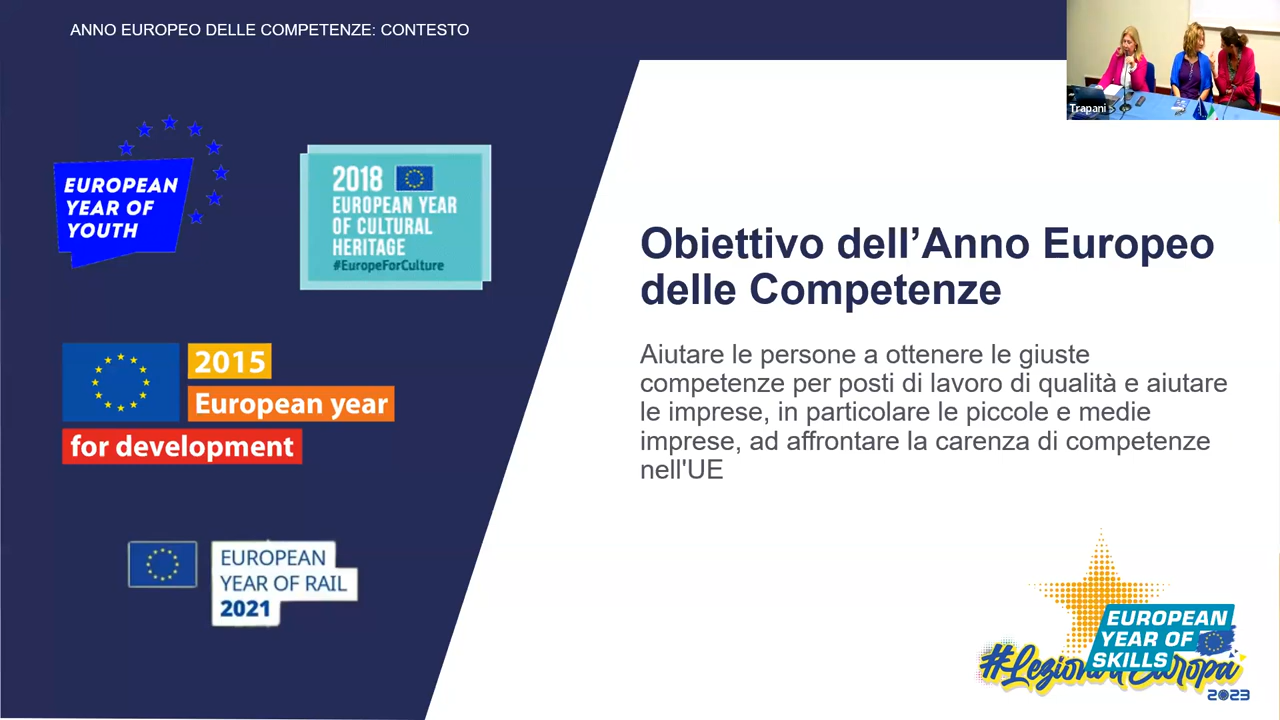 ANNO EUROPEO DELLE COMPETENZE: CONTESTO
Trapani
EUROPEAN
YEAR OF
YOUTH
2018
EUROPEAN YEAR
OF CULTURAL
HERITAGE
#EuropeForCulture
2015
European year
for development
EUROPEAN
YEAR OF RAIL
2021
Obiettivo dell’Anno Europeo
delle Competenze
Aiutare le persone a ottenere le giuste
competenze per posti di lavoro di qualità e aiutare
le imprese, in particolare le piccole e medie
imprese, ad affrontare la carenza di competenze
nell'UE
EUROPEAN
YEAR OF
SKILLS
#Lezioni d'Europa
2023